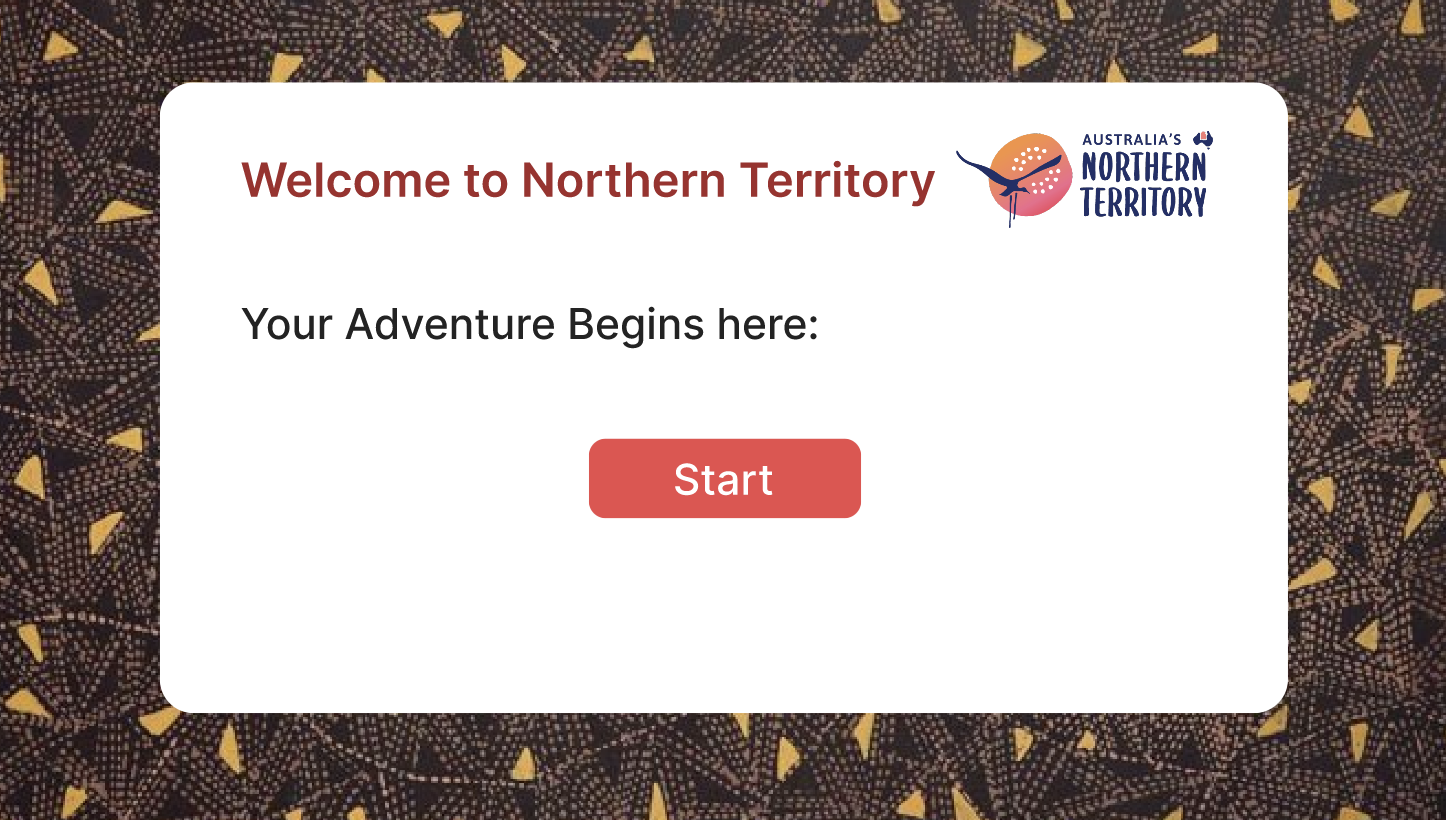 Welcome to Northern Territory
AUSTRALIA'S
NORTHERN
TERRITORY
Your Adventure Begins here:
Start